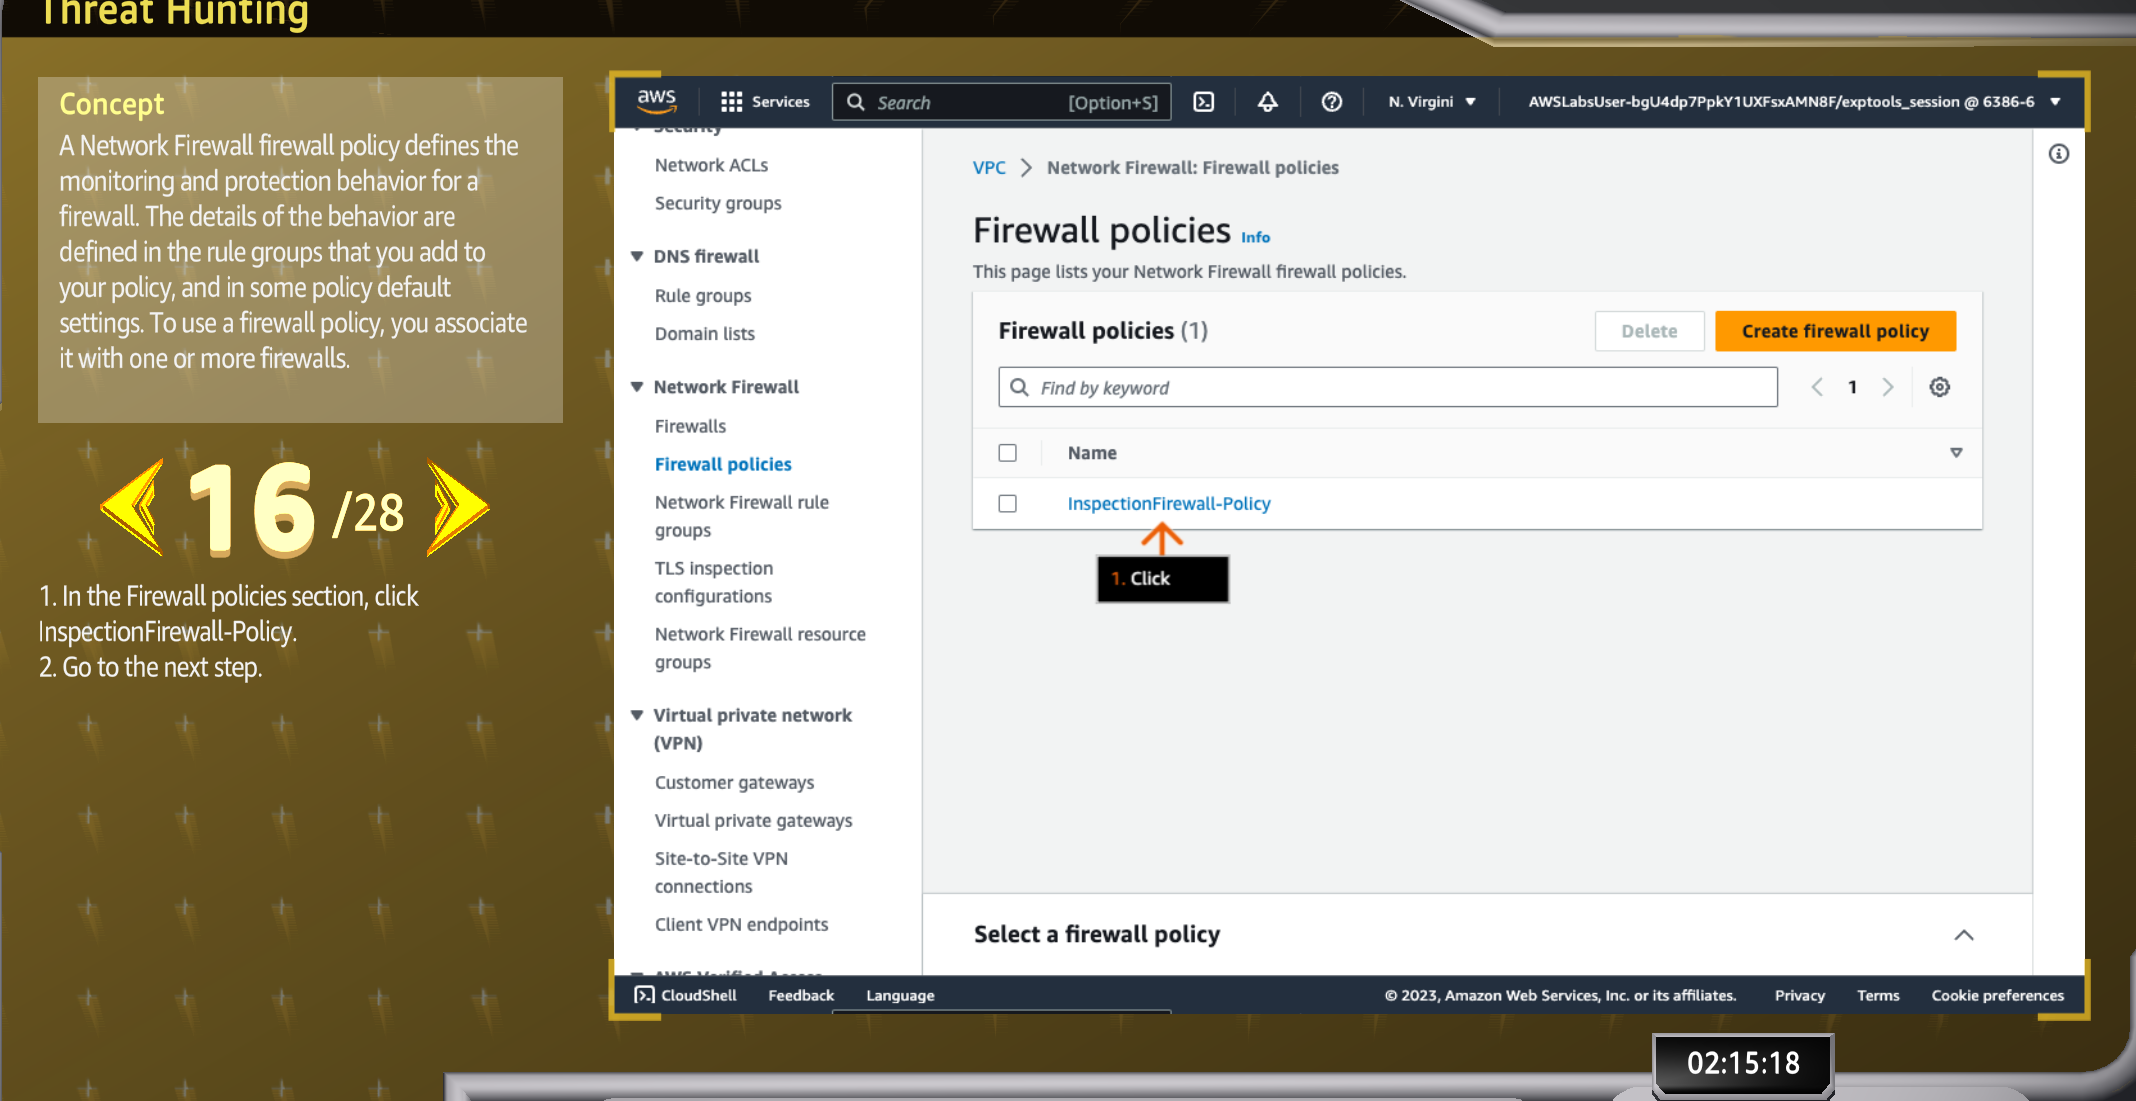 Threat Hunting
Concept
A Network Firewall firewall policy defines the
monitoring and protection behavior for a
firewall. The details of the behavior are
defined in the rule groups that you add to
your policy, and in some policy default
settings. To use a firewall policy, you associate
it with one or more firewalls.
16 /28
1. In the Firewall policies section, click
InspectionFirewall-Policy.
2. Go to the next step.
aws
Services
Search [Option+S]
N. Virgini
AWSLabsUser-bgU4dp7PpkY1UXFsxAMN8F/exptools_session @ 6386-6
Security
Network ACLs
Security groups
DNS firewall
Rule groups
Domain lists
Network Firewall
Firewalls
Firewall policies
Network Firewall rule
groups
TLS inspection
configurations
Network Firewall resource
groups
Virtual private network
(VPN)
Customer gateways
Virtual private gateways
Site-to-Site VPN
connections
Client VPN endpoints
AWS Verified Access
VPC > Network Firewall: Firewall policies
Firewall policies Info
This page lists your Network Firewall firewall policies.
Firewall policies (1)
Delete
Create firewall policy
Find by keyword
1
Name
InspectionFirewall-Policy
1. Click
Select a firewall policy
CloudShell Feedback Language
© 2023, Amazon Web Services, Inc. or its affiliates. Privacy Terms Cookie preferences
02:15:18